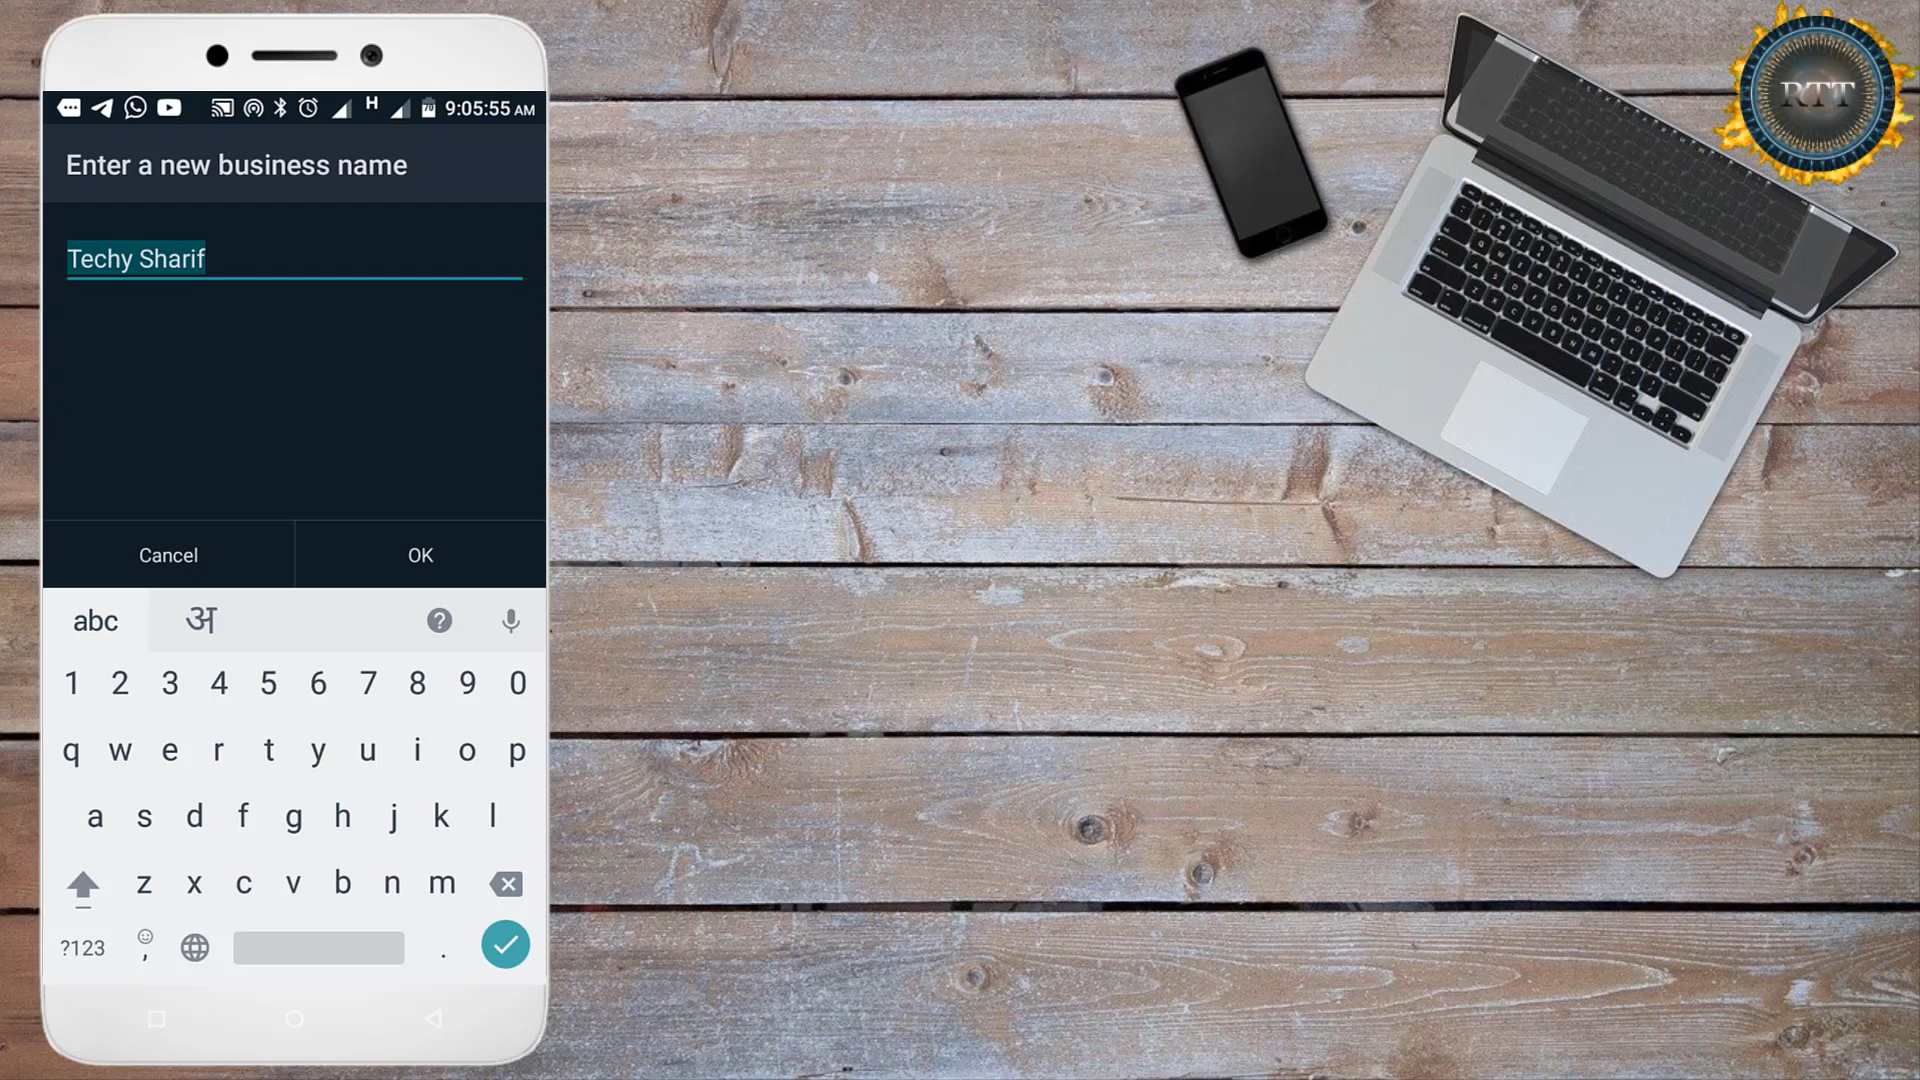 RTT
H
70
9:05:55 AM
Enter a new business name
Techy Sharif
Cancel
OK
abc
अ
?
1 2 3 4 5 6 7 8 9 0
q w e r t y u i o p
a s d f g h j k l
z x c v b n m
?123
,
.